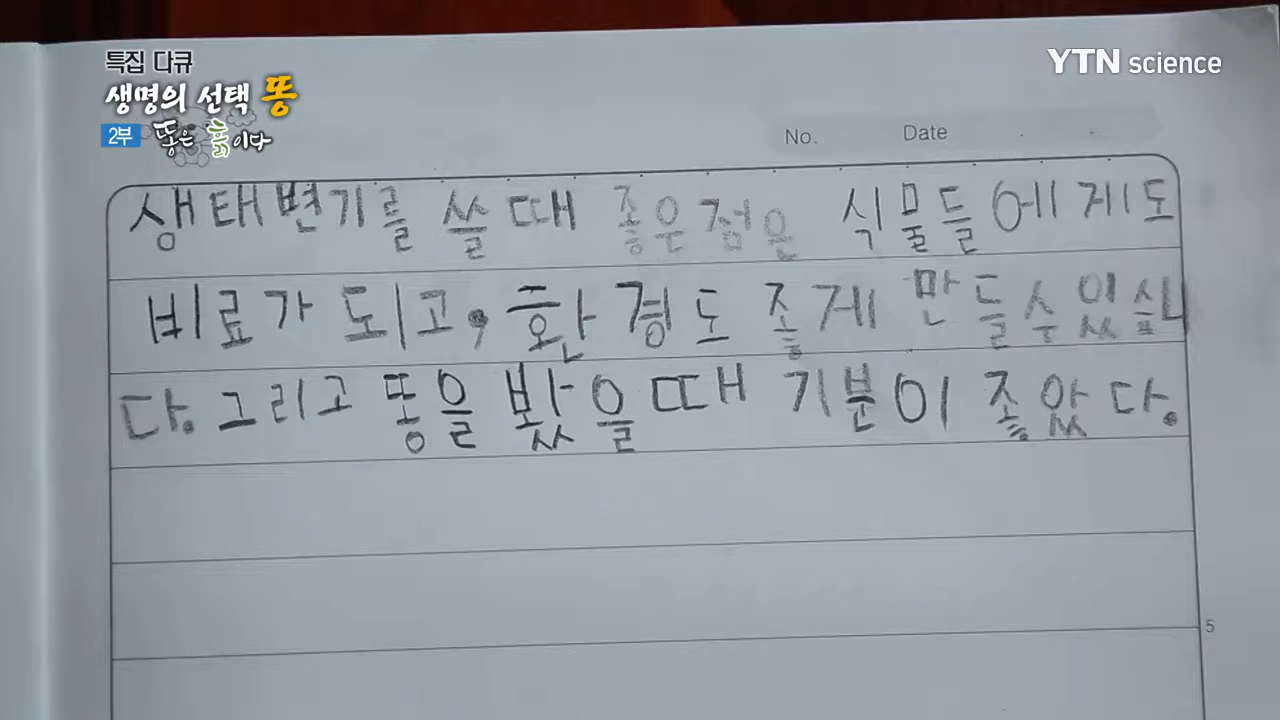 특집 다큐
YTN science
생명의 선택 똥
2부 똥은 흙이다
No. Date
생태변기를 쓸때 좋은점은 식물들에게도
비료가 되고, 환경도 좋게 만들수있습니
다. 그리고 똥을 봤을때 기분이 좋았다.
5